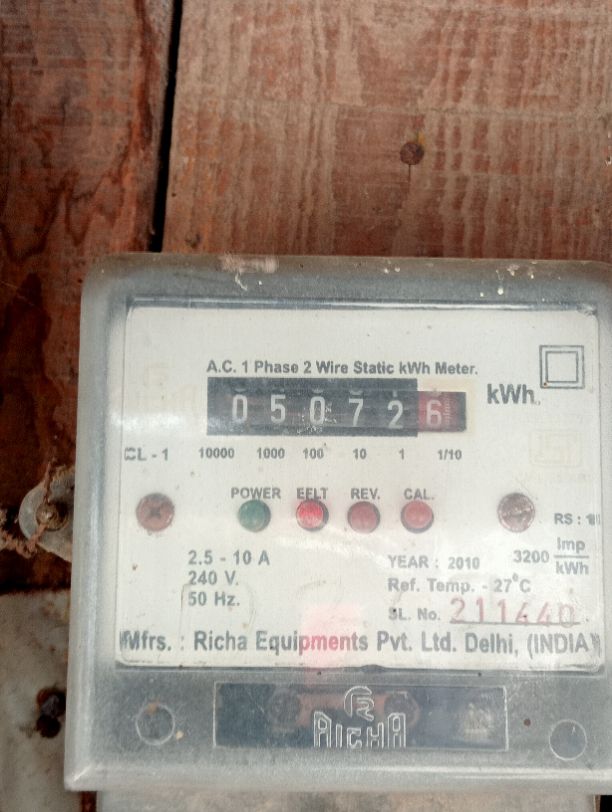 A.C. 1 Phase 2 Wire Static kWh Meter.
0 5 0 7 2 6 kWh.
CL - 1 10000 1000 100 10 1 1/10
POWER EFLT REV. CAL.
RS :
2.5 - 10 A YEAR : 2010 3200 Imp/kWh
240 V. Ref. Temp. - 27°C
50 Hz. SL. No. 211440
Mfrs. : Richa Equipments Pvt. Ltd. Delhi, (INDIA)
RICHA